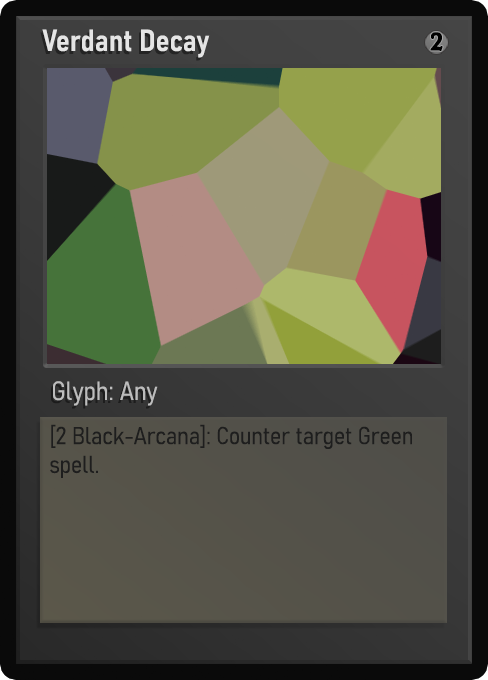 Verdant Decay
2
Glyph: Any
[2 Black-Arcana]: Counter target Green
spell.